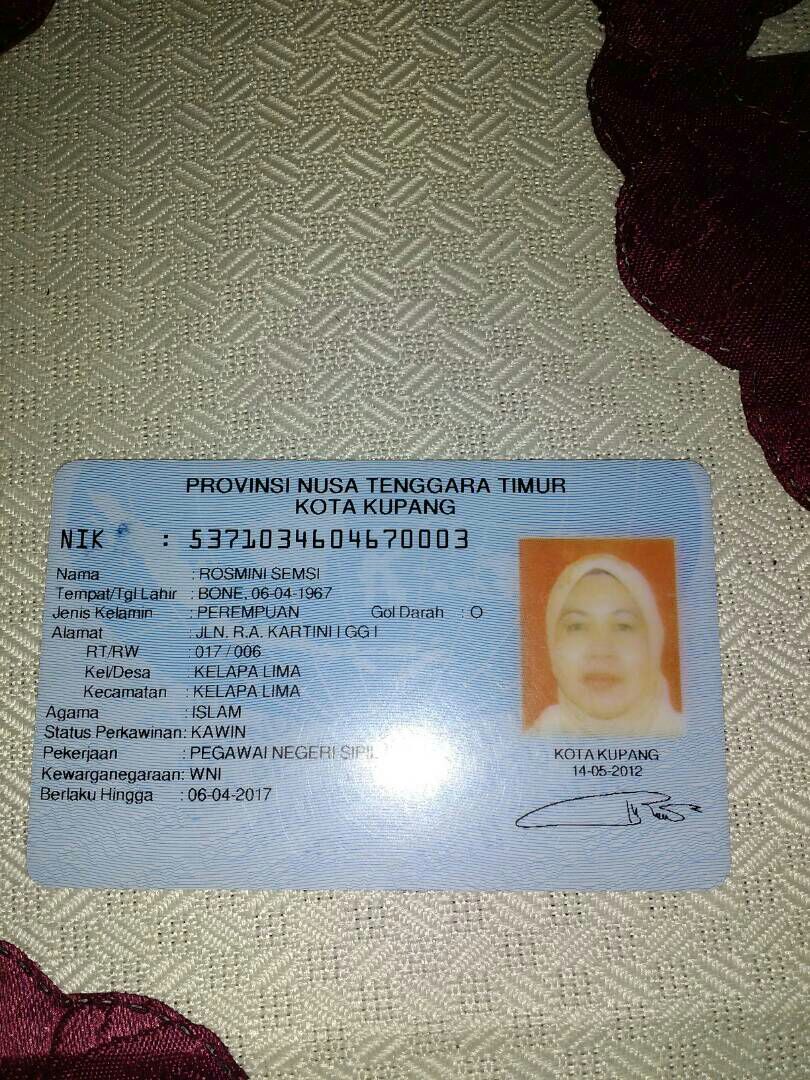 PROVINSI NUSA TENGGARA TIMUR
KOTA KUPANG
NIK : 5371034604670003
Nama : ROSMINI SEMSI
Tempat/Tgl Lahir : BONE, 06-04-1967
Jenis Kelamin : PEREMPUAN Gol Darah : O
Alamat : JLN. R.A. KARTINI I GG I
RT/RW : 017 / 006
Kel/Desa : KELAPA LIMA
Kecamatan : KELAPA LIMA
Agama : ISLAM
Status Perkawinan: KAWIN
Pekerjaan : PEGAWAI NEGERI SIPIL
Kewarganegaraan: WNI
Berlaku Hingga : 06-04-2017
KOTA KUPANG
14-05-2012